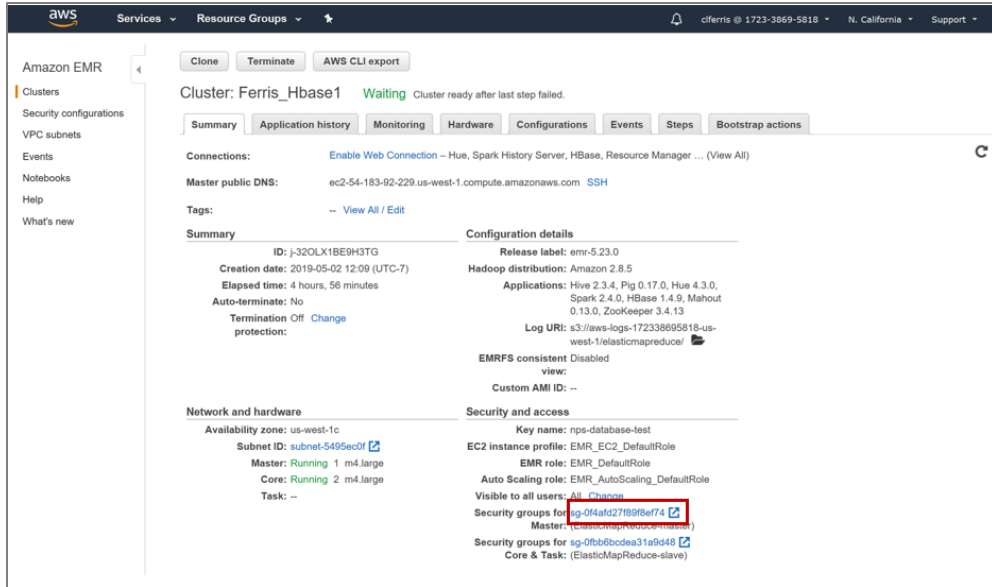 aws Services Resource Groups clferris @ 1723-3869-5818 N. California Support
Amazon EMR
Clusters
Security configurations
VPC subnets
Events
Notebooks
Help
What's new
Clone Terminate AWS CLI export
Cluster: Ferris_Hbase1 Waiting Cluster ready after last step failed.
Summary Application history Monitoring Hardware Configurations Events Steps Bootstrap actions
Connections: Enable Web Connection – Hue, Spark History Server, HBase, Resource Manager … (View All)
Master public DNS: ec2-54-183-92-229.us-west-1.compute.amazonaws.com SSH
Tags: -- View All / Edit
Summary
ID: j-32OLX1BE9H3TG
Creation date: 2019-05-02 12:09 (UTC-7)
Elapsed time: 4 hours, 56 minutes
Auto-terminate: No
Termination Off Change
protection:
Configuration details
Release label: emr-5.23.0
Hadoop distribution: Amazon 2.8.5
Applications: Hive 2.3.4, Pig 0.17.0, Hue 4.3.0,
Spark 2.4.0, HBase 1.4.9, Mahout
0.13.0, ZooKeeper 3.4.13
Log URI: s3://aws-logs-172338695818-us-
west-1/elasticmapreduce/
EMRFS consistent Disabled
view:
Custom AMI ID: --
Network and hardware
Availability zone: us-west-1c
Subnet ID: subnet-5495ec0f
Master: Running 1 m4.large
Core: Running 2 m4.large
Task: --
Security and access
Key name: nps-database-test
EC2 instance profile: EMR_EC2_DefaultRole
EMR role: EMR_DefaultRole
Auto Scaling role: EMR_AutoScaling_DefaultRole
Visible to all users: All Change
Security groups for sg-0f4afd27f89f8ef74
Master: (ElasticMapReduce-master)
Security groups for sg-0fbb6bcdea31a9d48
Core & Task: (ElasticMapReduce-slave)